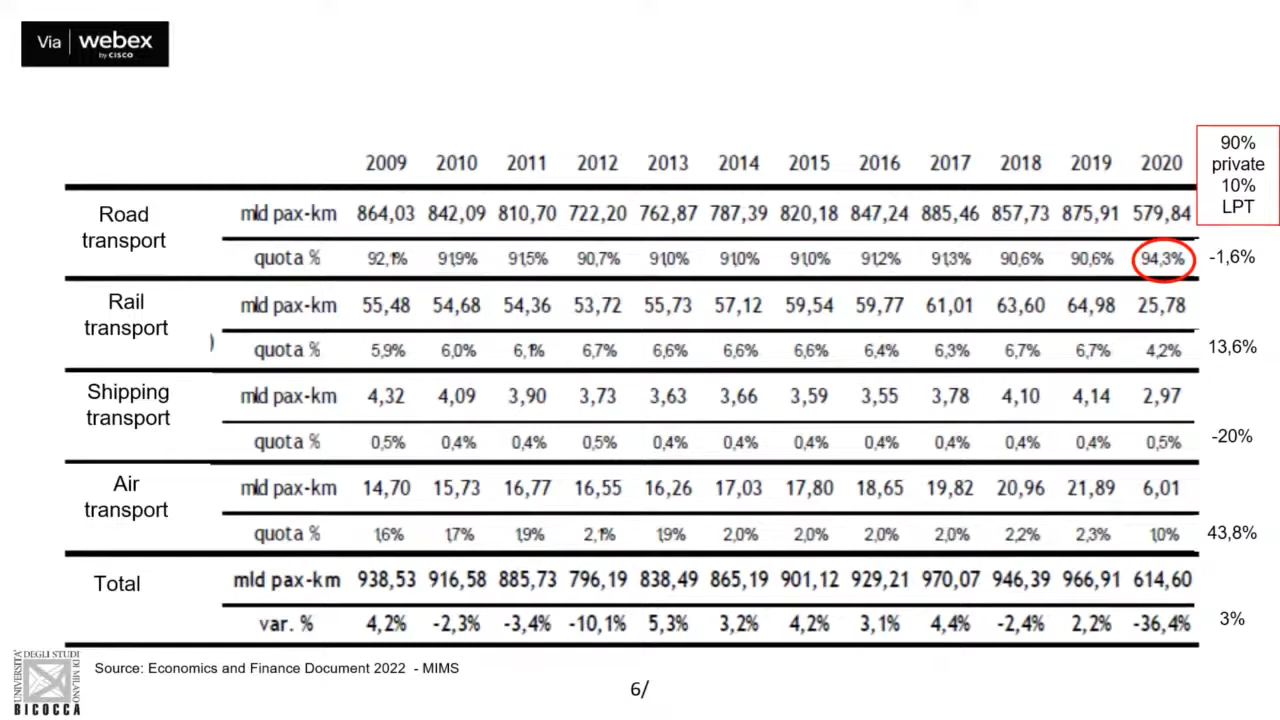 Via | webex
by CISCO
2009 2010 2011 2012 2013 2014 2015 2016 2017 2018 2019 2020
90%
private
10%
LPT
Road
transport
mld pax-km 864,03 842,09 810,70 722,20 762,87 787,39 820,18 847,24 885,46 857,73 875,91 579,84
quota % 92,1% 91,9% 91,5% 90,7% 91,0% 91,0% 91,0% 91,2% 91,3% 90,6% 90,6% 94,3% -1,6%
Rail
transport
mld pax-km 55,48 54,68 54,36 53,72 55,73 57,12 59,54 59,77 61,01 63,60 64,98 25,78
)
quota % 5,9% 6,0% 6,1% 6,7% 6,6% 6,6% 6,6% 6,4% 6,3% 6,7% 6,7% 4,2% 13,6%
Shipping
transport
mld pax-km 4,32 4,09 3,90 3,73 3,63 3,66 3,59 3,55 3,78 4,10 4,14 2,97
quota % 0,5% 0,4% 0,4% 0,5% 0,4% 0,4% 0,4% 0,4% 0,4% 0,4% 0,4% 0,5% -20%
Air
transport
mld pax-km 14,70 15,73 16,77 16,55 16,26 17,03 17,80 18,65 19,82 20,96 21,89 6,01
quota % 1,6% 1,7% 1,9% 2,1% 1,9% 2,0% 2,0% 2,0% 2,0% 2,2% 2,3% 1,0% 43,8%
Total
mld pax-km 938,53 916,58 885,73 796,19 838,49 865,19 901,12 929,21 970,07 946,39 966,91 614,60
var. % 4,2% -2,3% -3,4% -10,1% 5,3% 3,2% 4,2% 3,1% 4,4% -2,4% 2,2% -36,4% 3%
Source: Economics and Finance Document 2022 - MIMS
6/
UNIVERSITA'
DEGLI STUDI
DI MILANO
BICOCCA